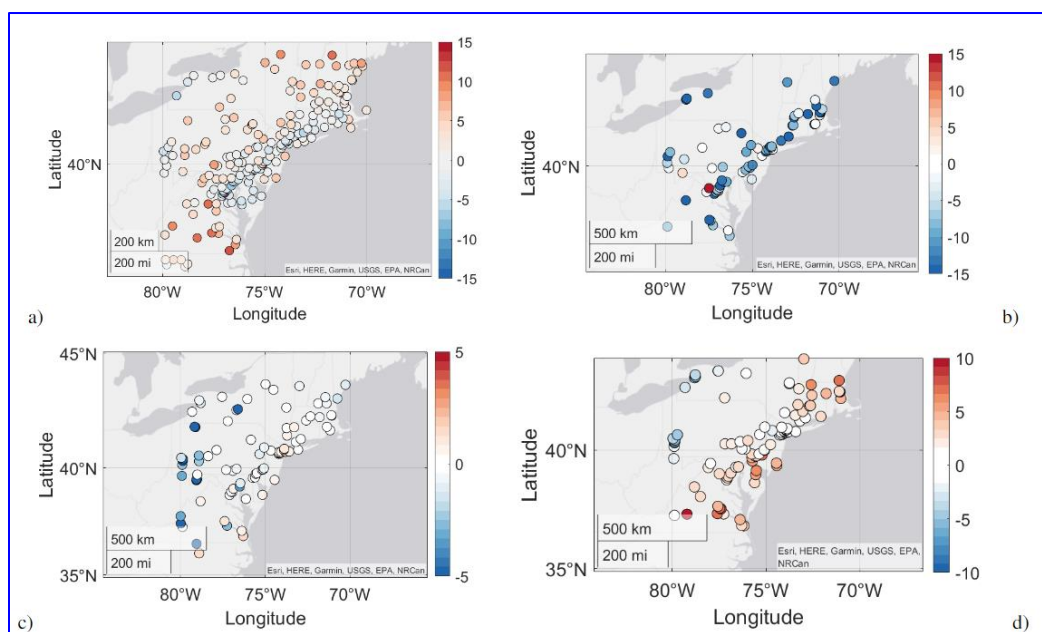 15
10
5
0
-5
-10
-15
Latitude
40°N
200 km
200 mi
Esri, HERE, Garmin, USGS, EPA, NRCan
80°W 75°W 70°W
Longitude
a)
15
10
5
0
-5
-10
-15
Latitude
40°N
500 km
200 mi
Esri, HERE, Garmin, USGS, EPA, NRCan
80°W 75°W 70°W
Longitude
b)
45°N
40°N
35°N
Latitude
5
0
-5
500 km
200 mi
Esri, HERE, Garmin, USGS, EPA, NRCan
80°W 75°W 70°W
Longitude
c)
10
5
0
-5
-10
Latitude
40°N
35°N
500 km
200 mi
Esri, HERE, Garmin, USGS, EPA,
NRCan
80°W 75°W 70°W
Longitude
d)